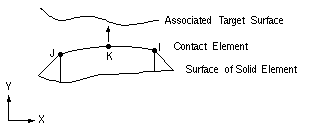 Associated Target Surface
J
K
I
Contact Element
Surface of Solid Element
Y
X